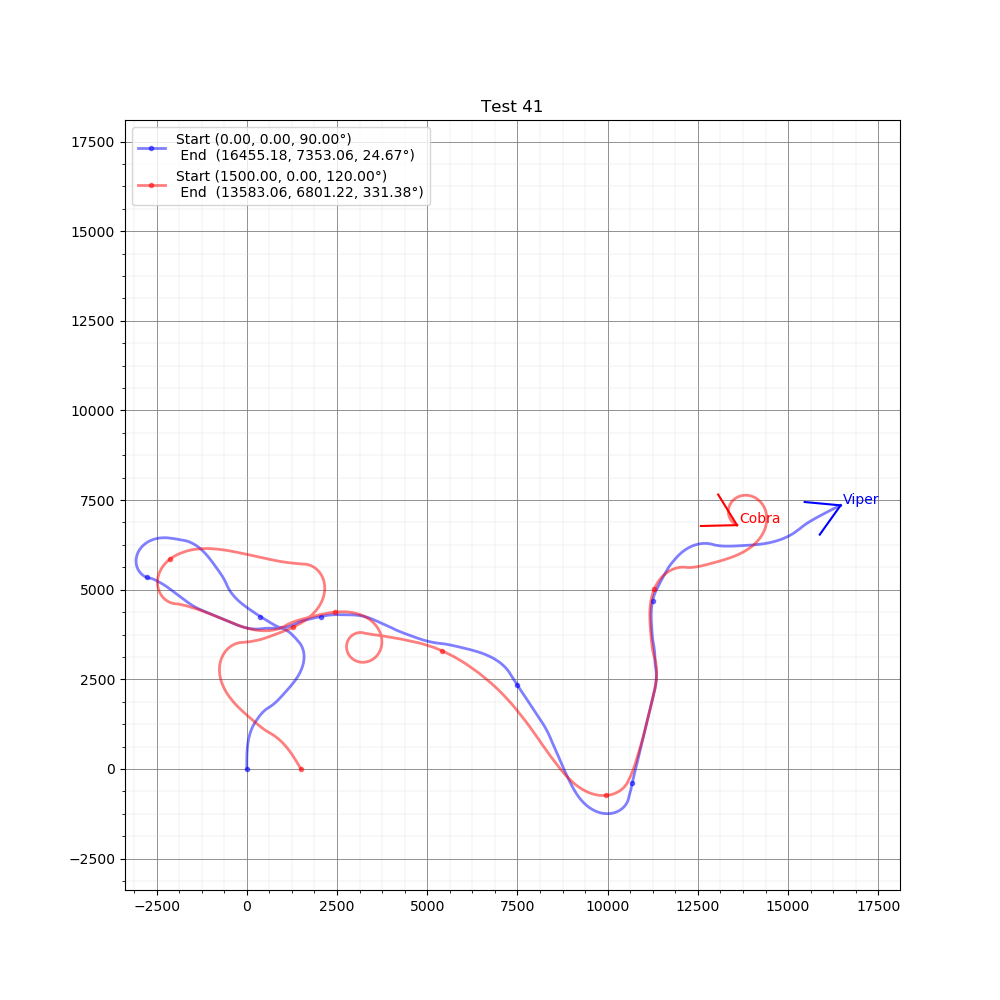 Test 41
Start (0.00, 0.00, 90.00°)
End  (16455.18, 7353.06, 24.67°)
Start (1500.00, 0.00, 120.00°)
End  (13583.06, 6801.22, 331.38°)
17500
15000
12500
10000
7500
5000
2500
0
−2500
Viper
Cobra
−2500 0 2500 5000 7500 10000 12500 15000 17500